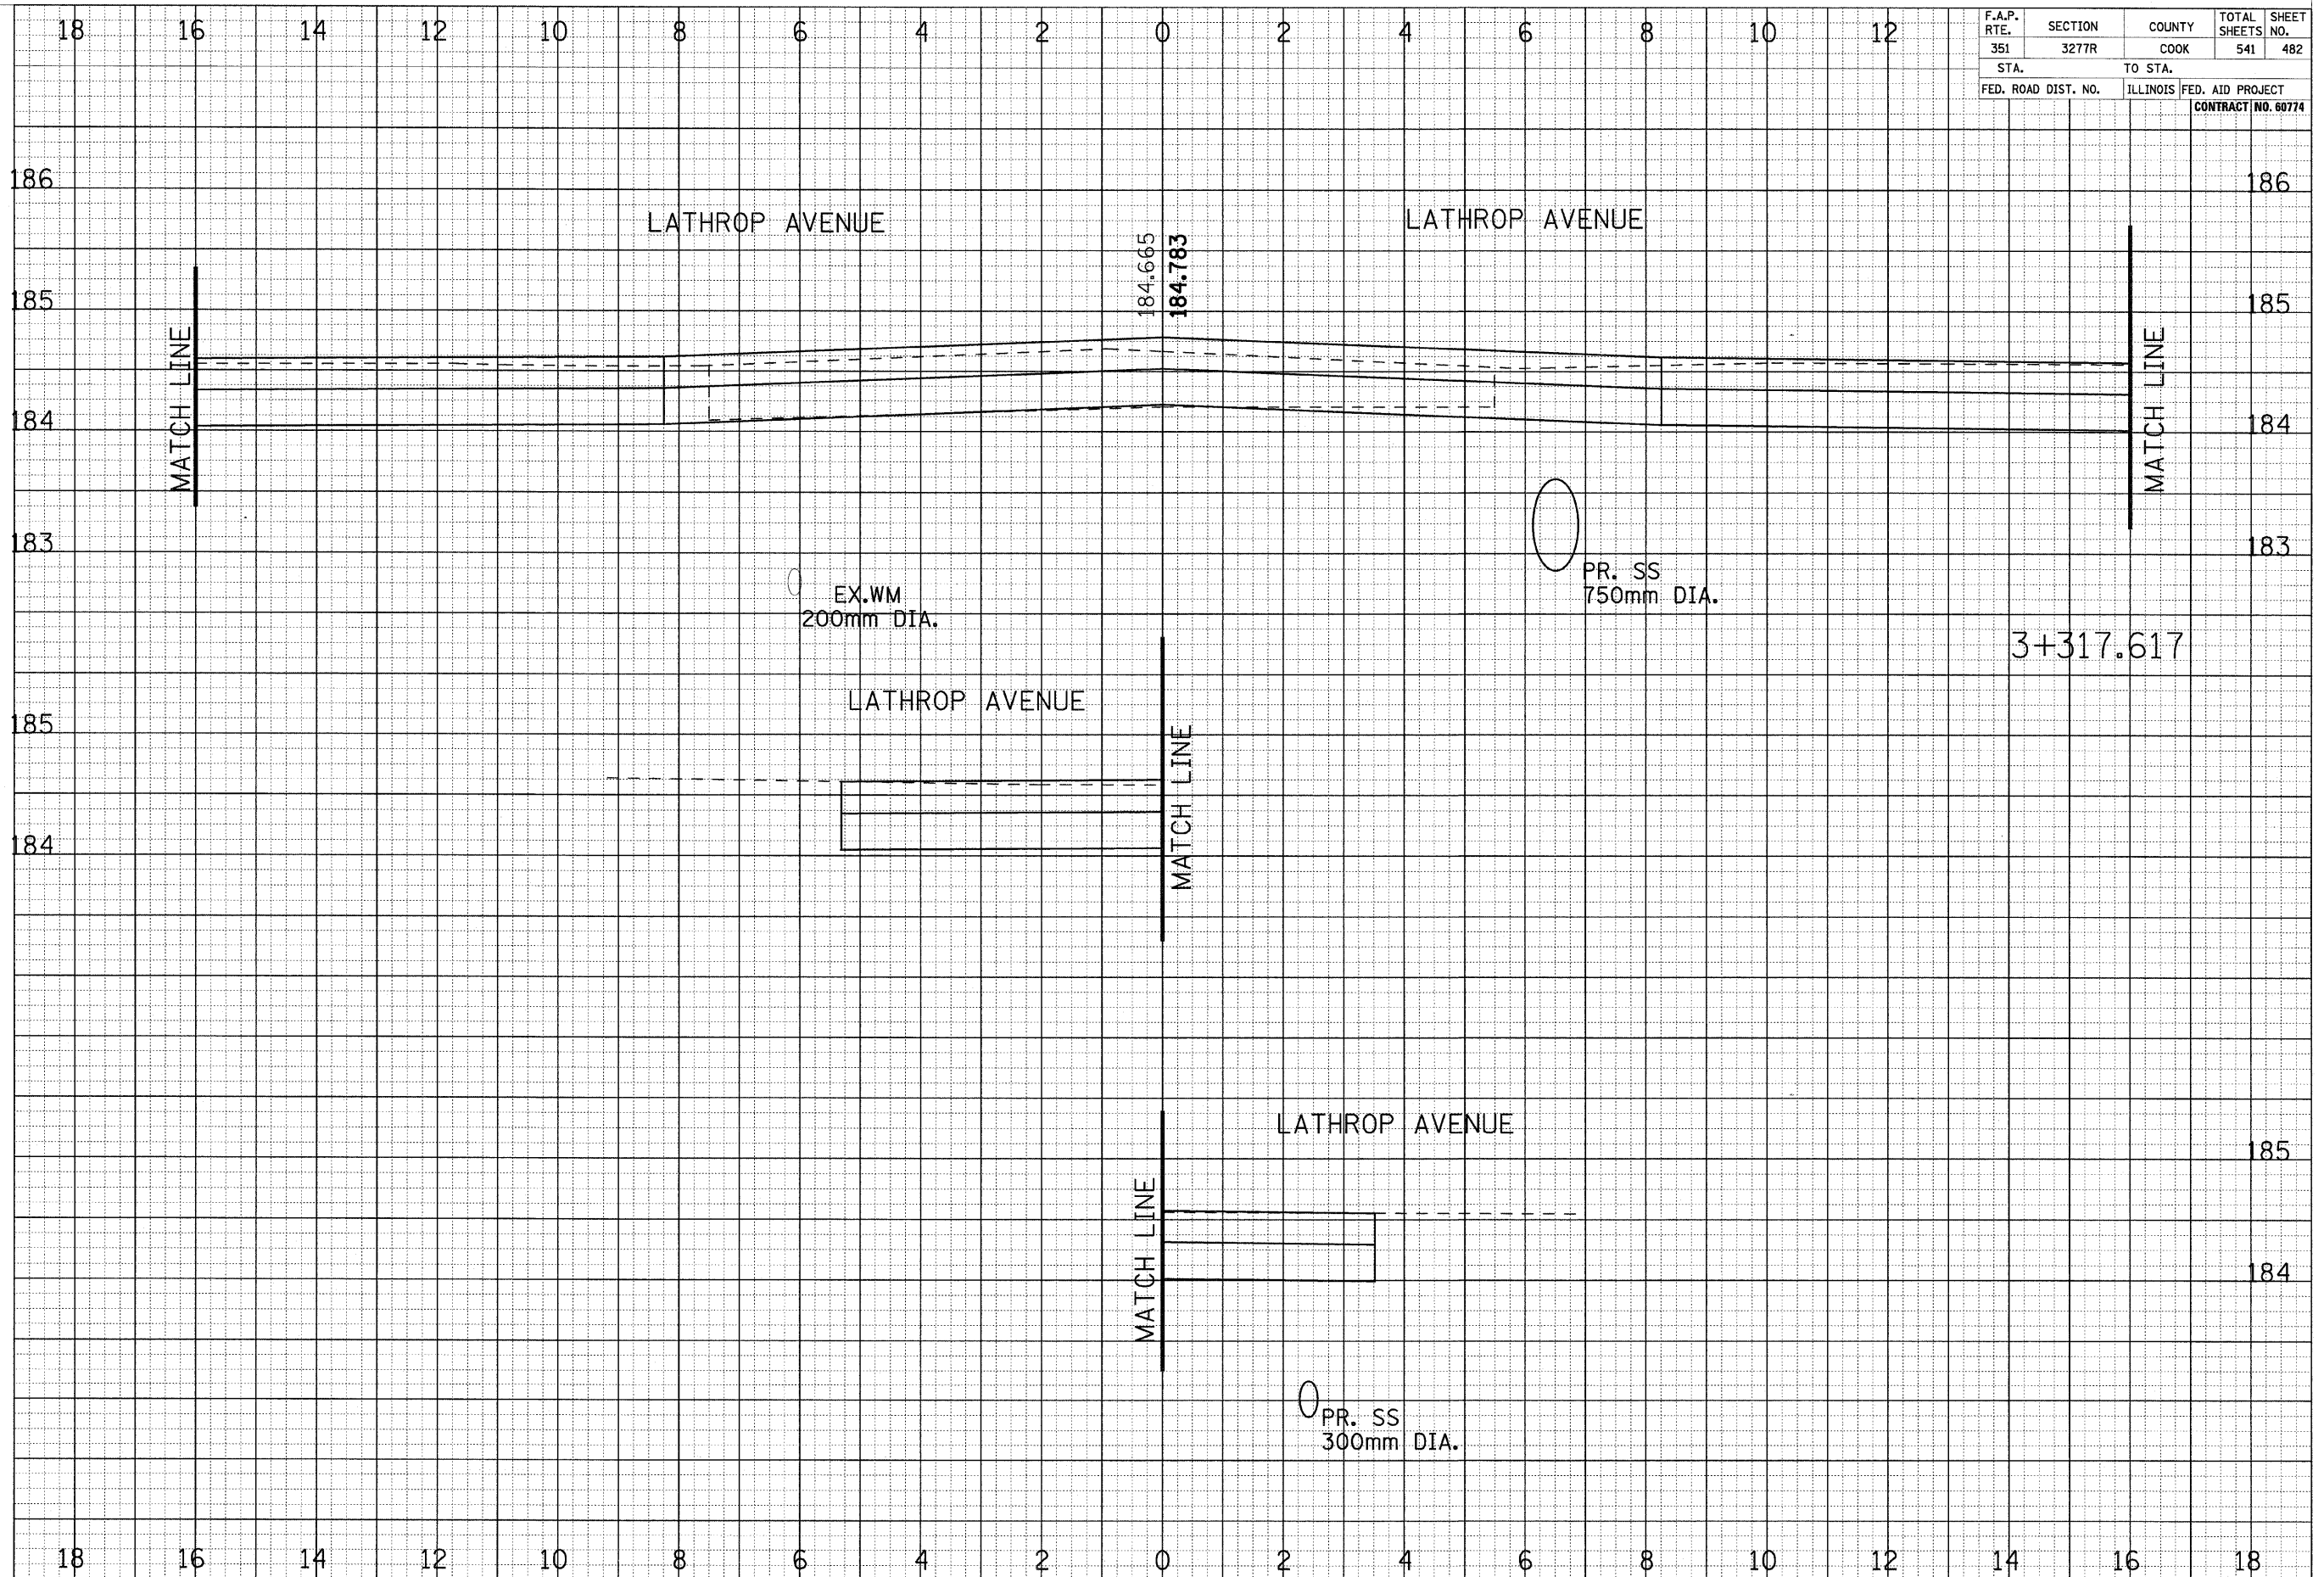 18 16 14 12 10 8 6 4 2 0 2 4 6 8 10 12
F.A.P. RTE. SECTION COUNTY TOTAL SHEETS SHEET NO.
351 3277R COOK 541 482
STA. TO STA.
FED. ROAD DIST. NO. ILLINOIS FED. AID PROJECT
CONTRACT NO. 60774
186 186
LATHROP AVENUE LATHROP AVENUE
184.665
184.783
185 185
MATCH LINE MATCH LINE
184 184
183 183
EX.WM
200mm DIA.
PR. SS
750mm DIA.
3+317.617
LATHROP AVENUE
185
MATCH LINE
184
LATHROP AVENUE
185
MATCH LINE
184
PR. SS
300mm DIA.
18 16 14 12 10 8 6 4 2 0 2 4 6 8 10 12 14 16 18